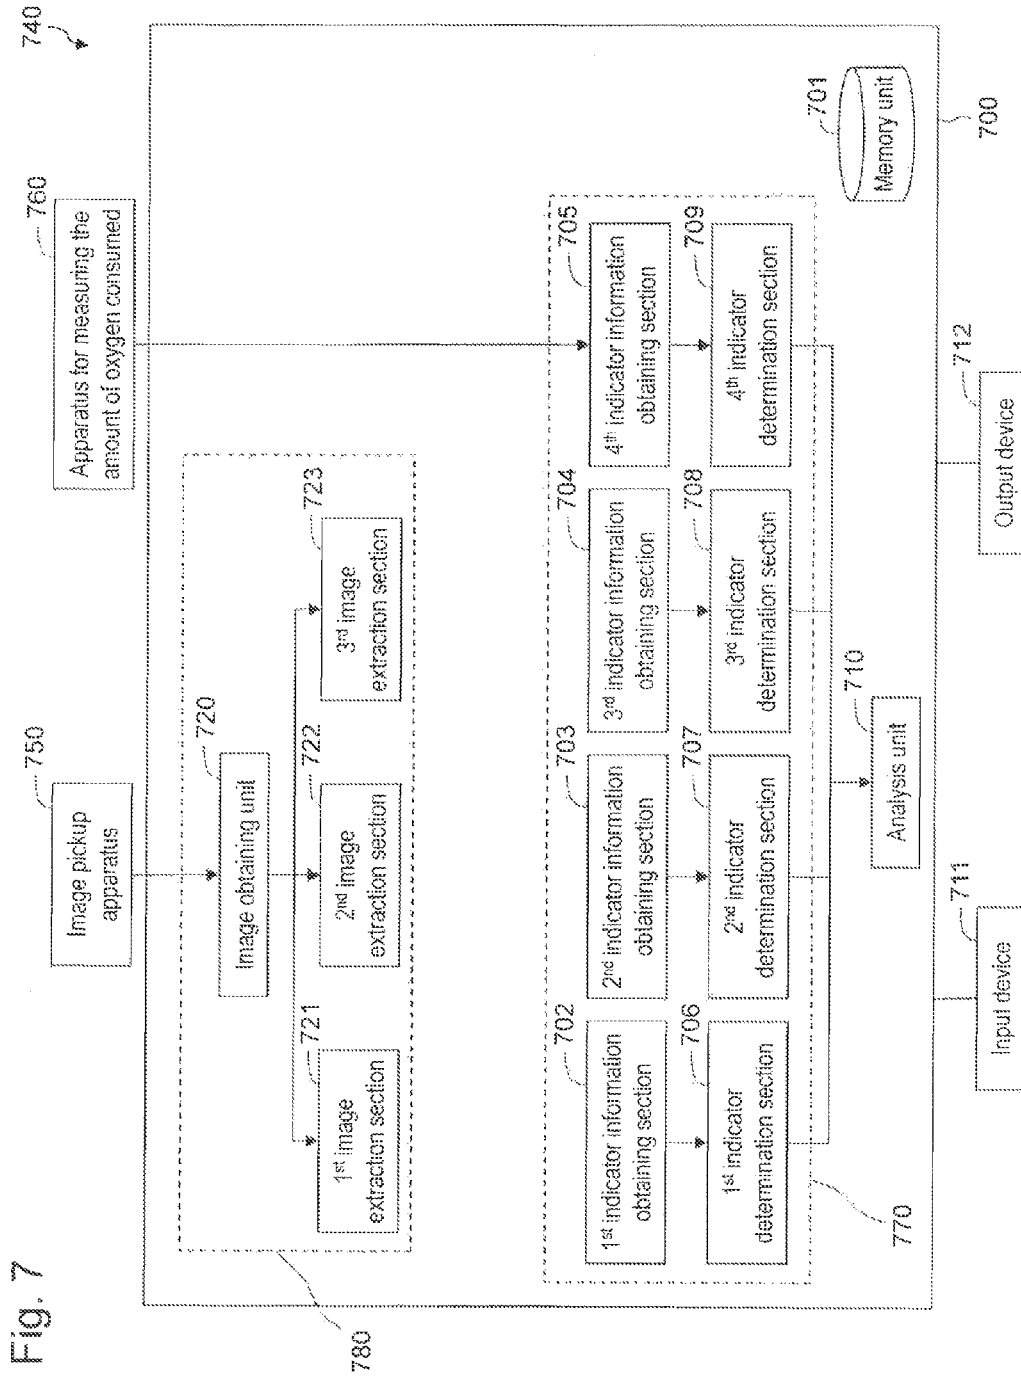 Fig. 7
740
750
Image pickup
apparatus
760
Apparatus for measuring the
amount of oxygen consumed
780
720
Image obtaining unit
721
1st image
extraction section
722
2nd image
extraction section
723
3rd image
extraction section
702
1st indicator information
obtaining section
703
2nd indicator information
obtaining section
704
3rd indicator information
obtaining section
705
4th indicator information
obtaining section
706
1st indicator
determination section
707
2nd indicator
determination section
708
3rd indicator
determination section
709
4th indicator
determination section
701
Memory unit
770
710
Analysis unit
700
711
Input device
712
Output device